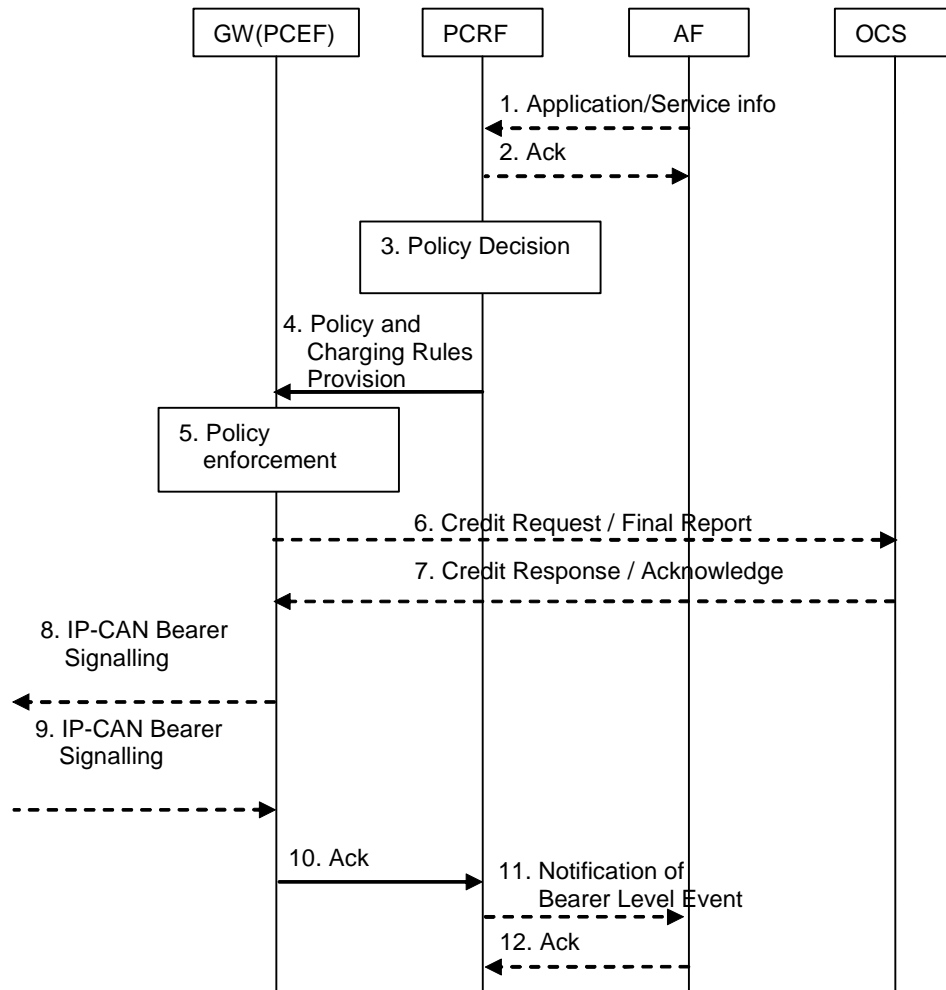 GW(PCEF)
PCRF
AF
OCS
1. Application/Service info
2. Ack
3. Policy Decision
4. Policy and
Charging Rules
Provision
5. Policy
enforcement
6. Credit Request / Final Report
7. Credit Response / Acknowledge
8. IP-CAN Bearer
Signalling
9. IP-CAN Bearer
Signalling
10. Ack
11. Notification of
Bearer Level Event
12. Ack